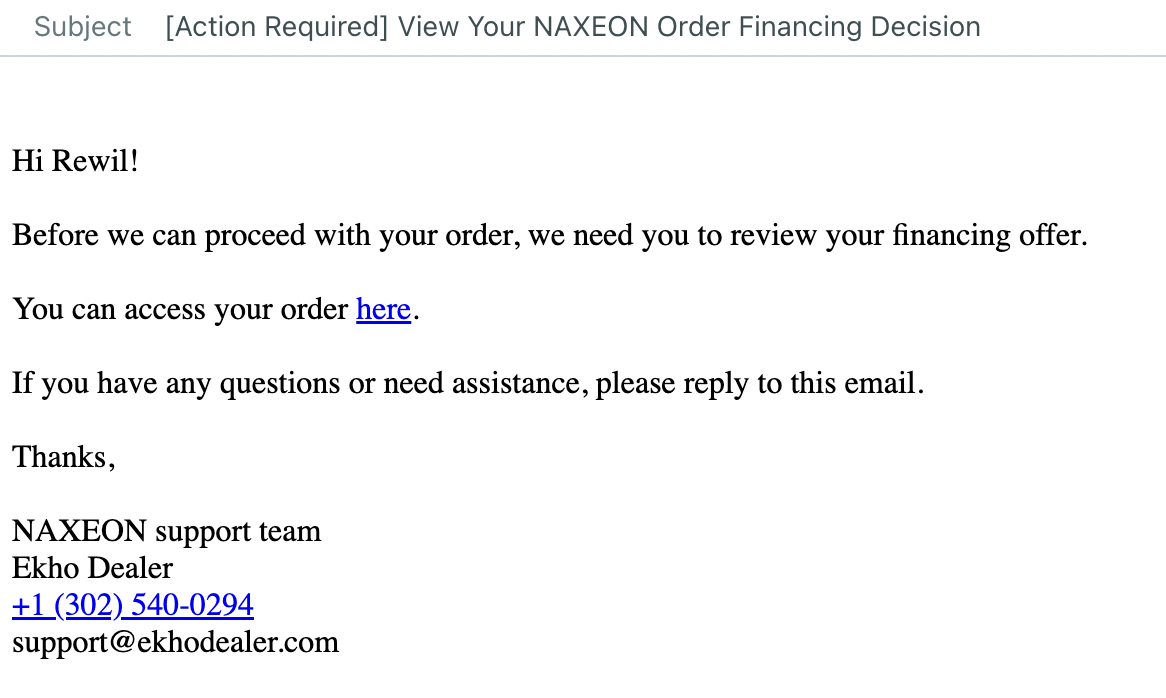 Subject [Action Required] View Your NAXEON Order Financing Decision
Hi Rewil!
Before we can proceed with your order, we need you to review your financing offer.
You can access your order here.
If you have any questions or need assistance, please reply to this email.
Thanks,
NAXEON support team
Ekho Dealer
+1 (302) 540-0294
support@ekhodealer.com